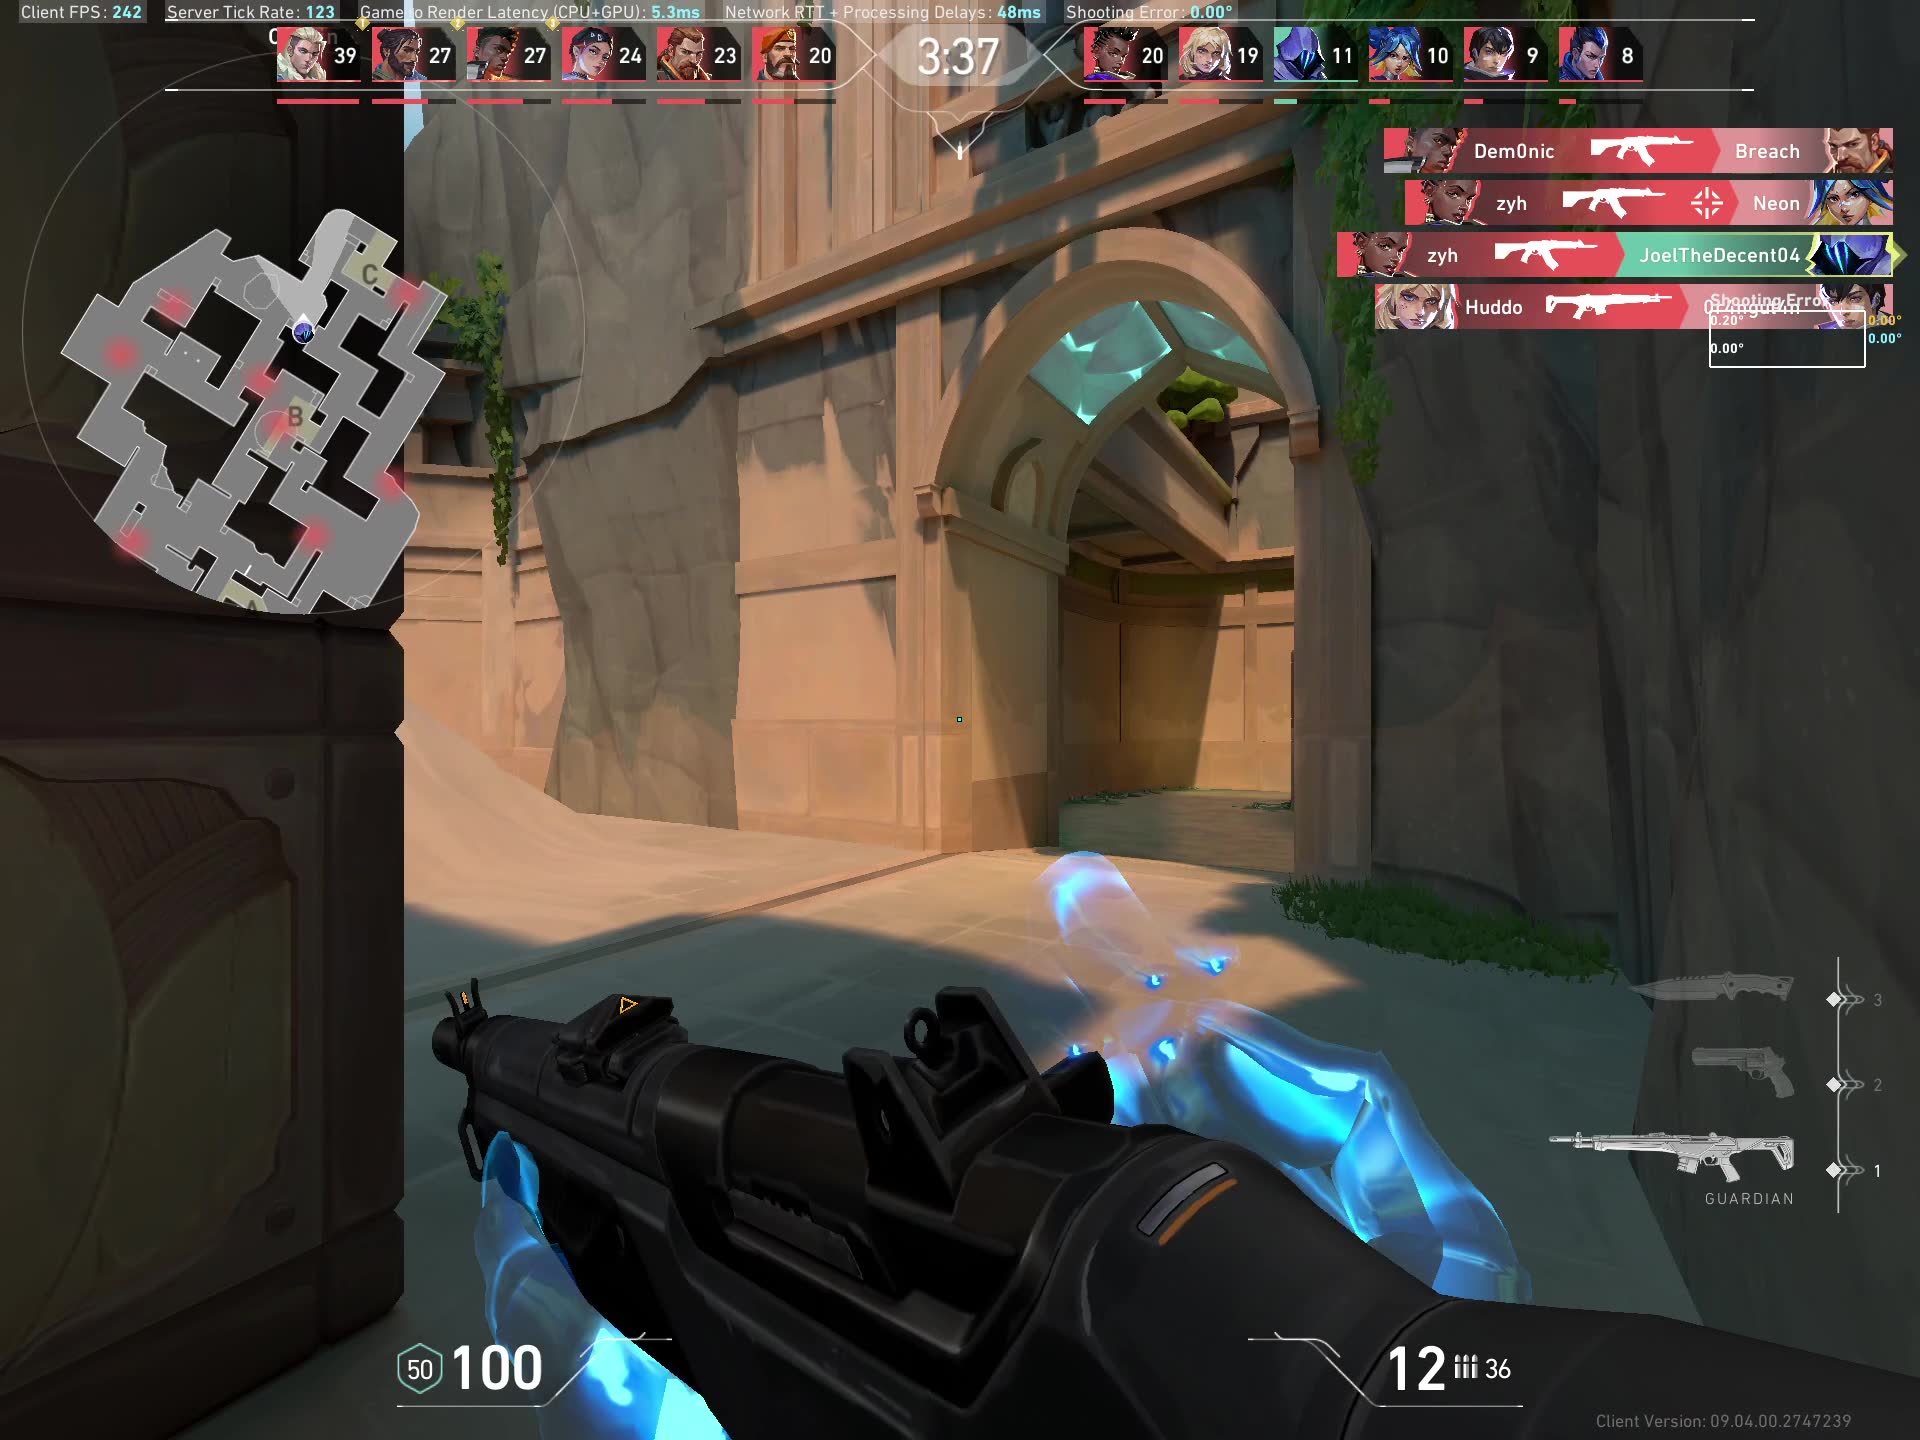 Client FPS: 242 Server Tick Rate: 123 Game to Render Latency (CPU+GPU): 5.3ms Network RTT + Processing Delays: 48ms Shooting Error: 0.00°
39 27 27 24 23 20 3:37 20 19 11 10 9 8
Dem0nic Breach
zyh Neon
zyh JoelTheDecent04
Huddo
Shooting Error
0.20° 0.00°
0.00° 0.00°
C
B
A
3
2
1
GUARDIAN
50 100
12 36
Client Version: 09.04.00.2747239